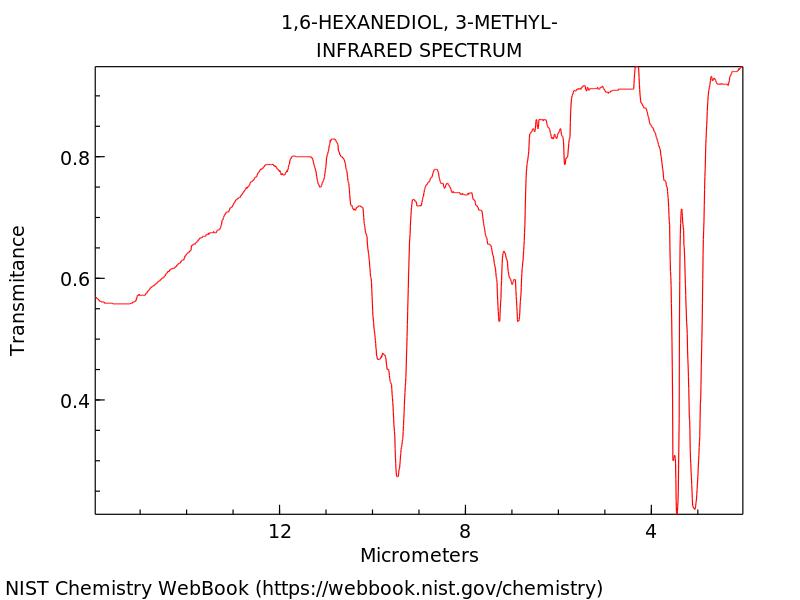 1,6-HEXANEDIOL, 3-METHYL-
INFRARED SPECTRUM
0.8
0.6
0.4
Transmitance
12 8 4
Micrometers
NIST Chemistry WebBook (https://webbook.nist.gov/chemistry)